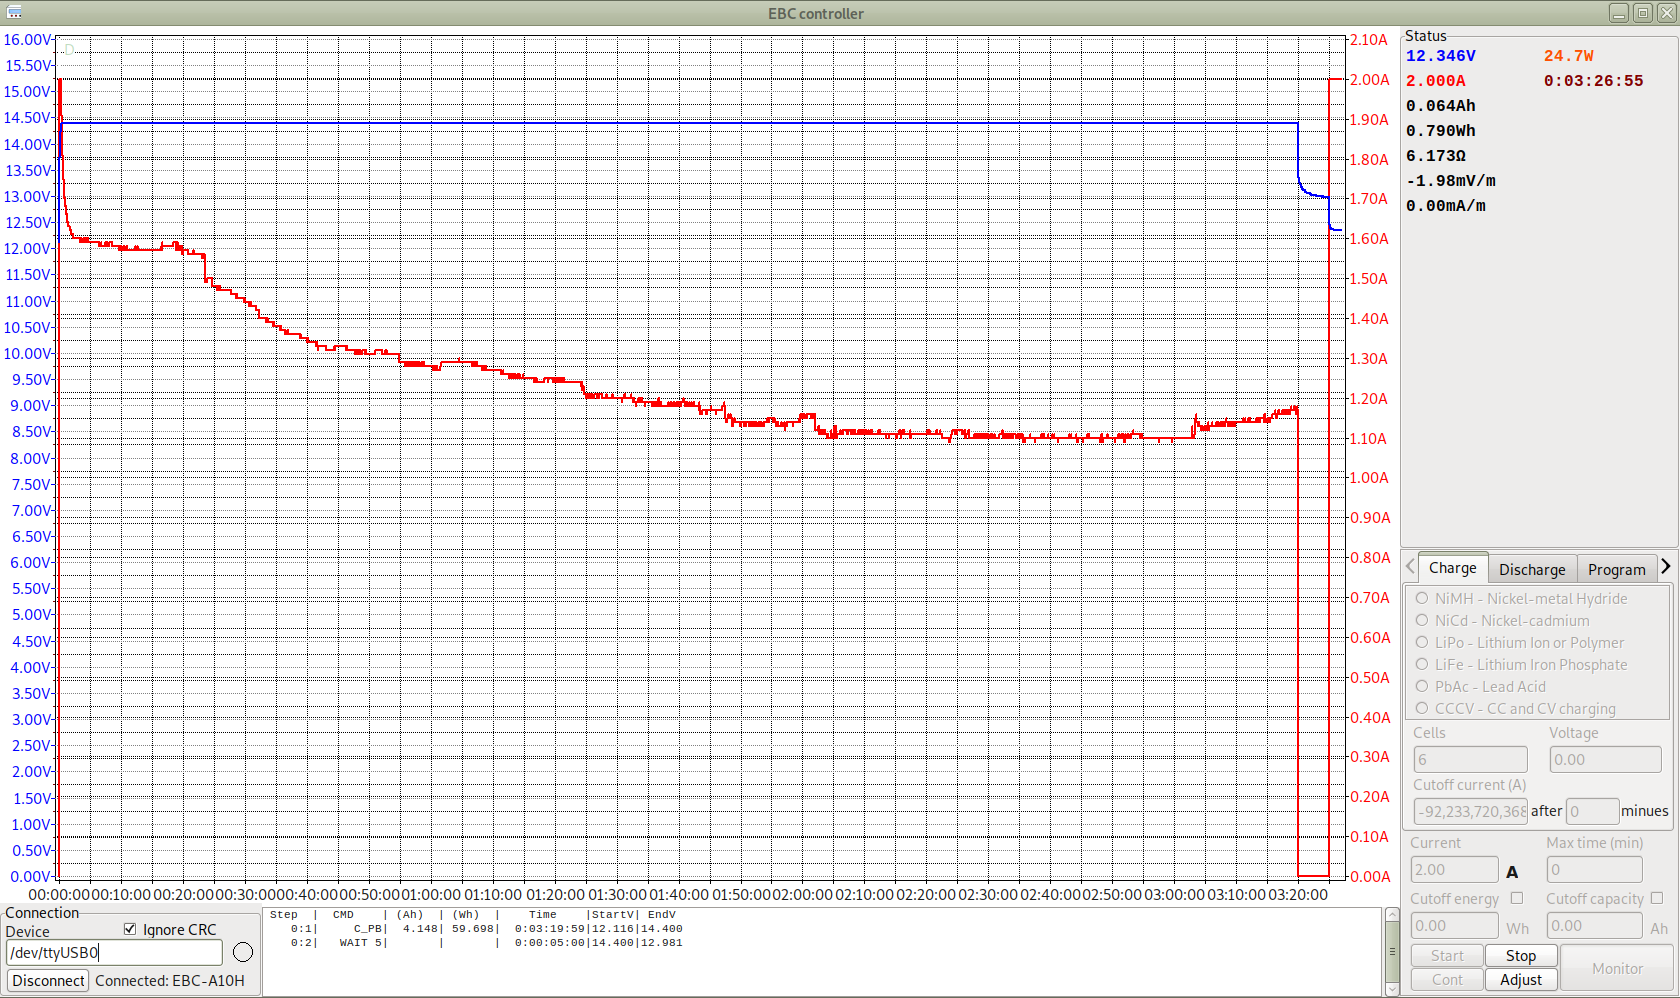 EBC controller
16.00V
15.50V
15.00V
14.50V
14.00V
13.50V
13.00V
12.50V
12.00V
11.50V
11.00V
10.50V
10.00V
9.50V
9.00V
8.50V
8.00V
7.50V
7.00V
6.50V
6.00V
5.50V
5.00V
4.50V
4.00V
3.50V
3.00V
2.50V
2.00V
1.50V
1.00V
0.50V
0.00V
D
2.10A
2.00A
1.90A
1.80A
1.70A
1.60A
1.50A
1.40A
1.30A
1.20A
1.10A
1.00A
0.90A
0.80A
0.70A
0.60A
0.50A
0.40A
0.30A
0.20A
0.10A
0.00A
00:00:00 00:10:00 00:20:00 00:30:00 00:40:00 00:50:00 01:00:00 01:10:00 01:20:00 01:30:00 01:40:00 01:50:00 02:00:00 02:10:00 02:20:00 02:30:00 02:40:00 02:50:00 03:00:00 03:10:00 03:20:00
Status
12.346V 24.7W
2.000A 0:03:26:55
0.064Ah
0.790Wh
6.173Ω
-1.98mV/m
0.00mA/m
Charge Discharge Program
NiMH - Nickel-metal Hydride
NiCd - Nickel-cadmium
LiPo - Lithium Ion or Polymer
LiFe - Lithium Iron Phosphate
PbAc - Lead Acid
CCCV - CC and CV charging
Cells Voltage
6 0.00
Cutoff current (A)
-92,233,720,368 after 0 minues
Current Max time (min)
2.00 A 0
Cutoff energy Cutoff capacity
0.00 Wh 0.00 Ah
Start Stop Monitor
Cont Adjust
Connection
Device Ignore CRC
/dev/ttyUSB0
Disconnect Connected: EBC-A10H
Step | CMD | (Ah) | (Wh) | Time |StartV| EndV
0:1| C_PB| 4.148| 59.698| 0:03:19:59|12.116|14.400
0:2| WAIT 5| | | 0:00:05:00|14.400|12.981